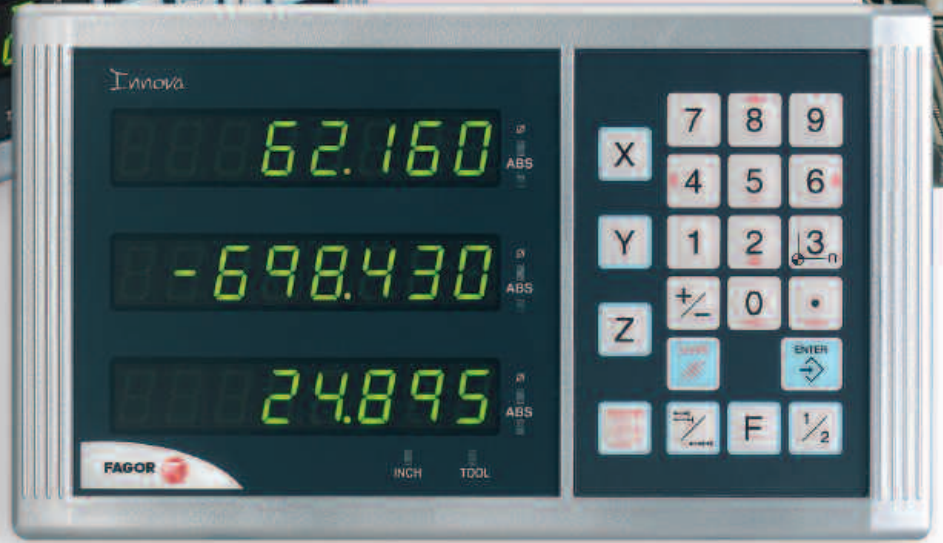 Innova
62.160
ABS
-698.430
ABS
24.895
ABS
INCH TOOL
FAGOR
X 7 8 9
4 5 6
Y 1 2 3
Z +/- 0 .
ENTER
F 1/2